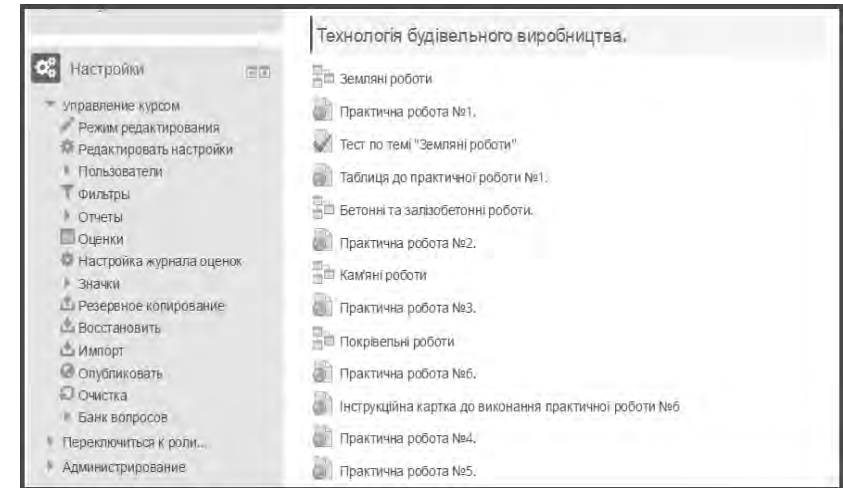 Настройки
Управление курсом
Режим редактирования
Редактировать настройки
Пользователи
Фильтры
Отчеты
Оценки
Настройка журнала оценок
Значки
Резервное копирование
Восстановить
Импорт
Опубликовать
Очистка
Банк вопросов
Переключиться к роли...
Администрирование
Технологія будівельного виробництва.
Земляні роботи
Практична робота №1.
Тест по темі "Земляні роботи"
Таблиця до практичної роботи №1.
Бетонні та залізобетонні роботи.
Практична робота №2.
Кам'яні роботи
Практична робота №3.
Покрівельні роботи
Практична робота №6.
Інструкційна картка до виконання практичної роботи №6
Практична робота №4.
Практична робота №5.